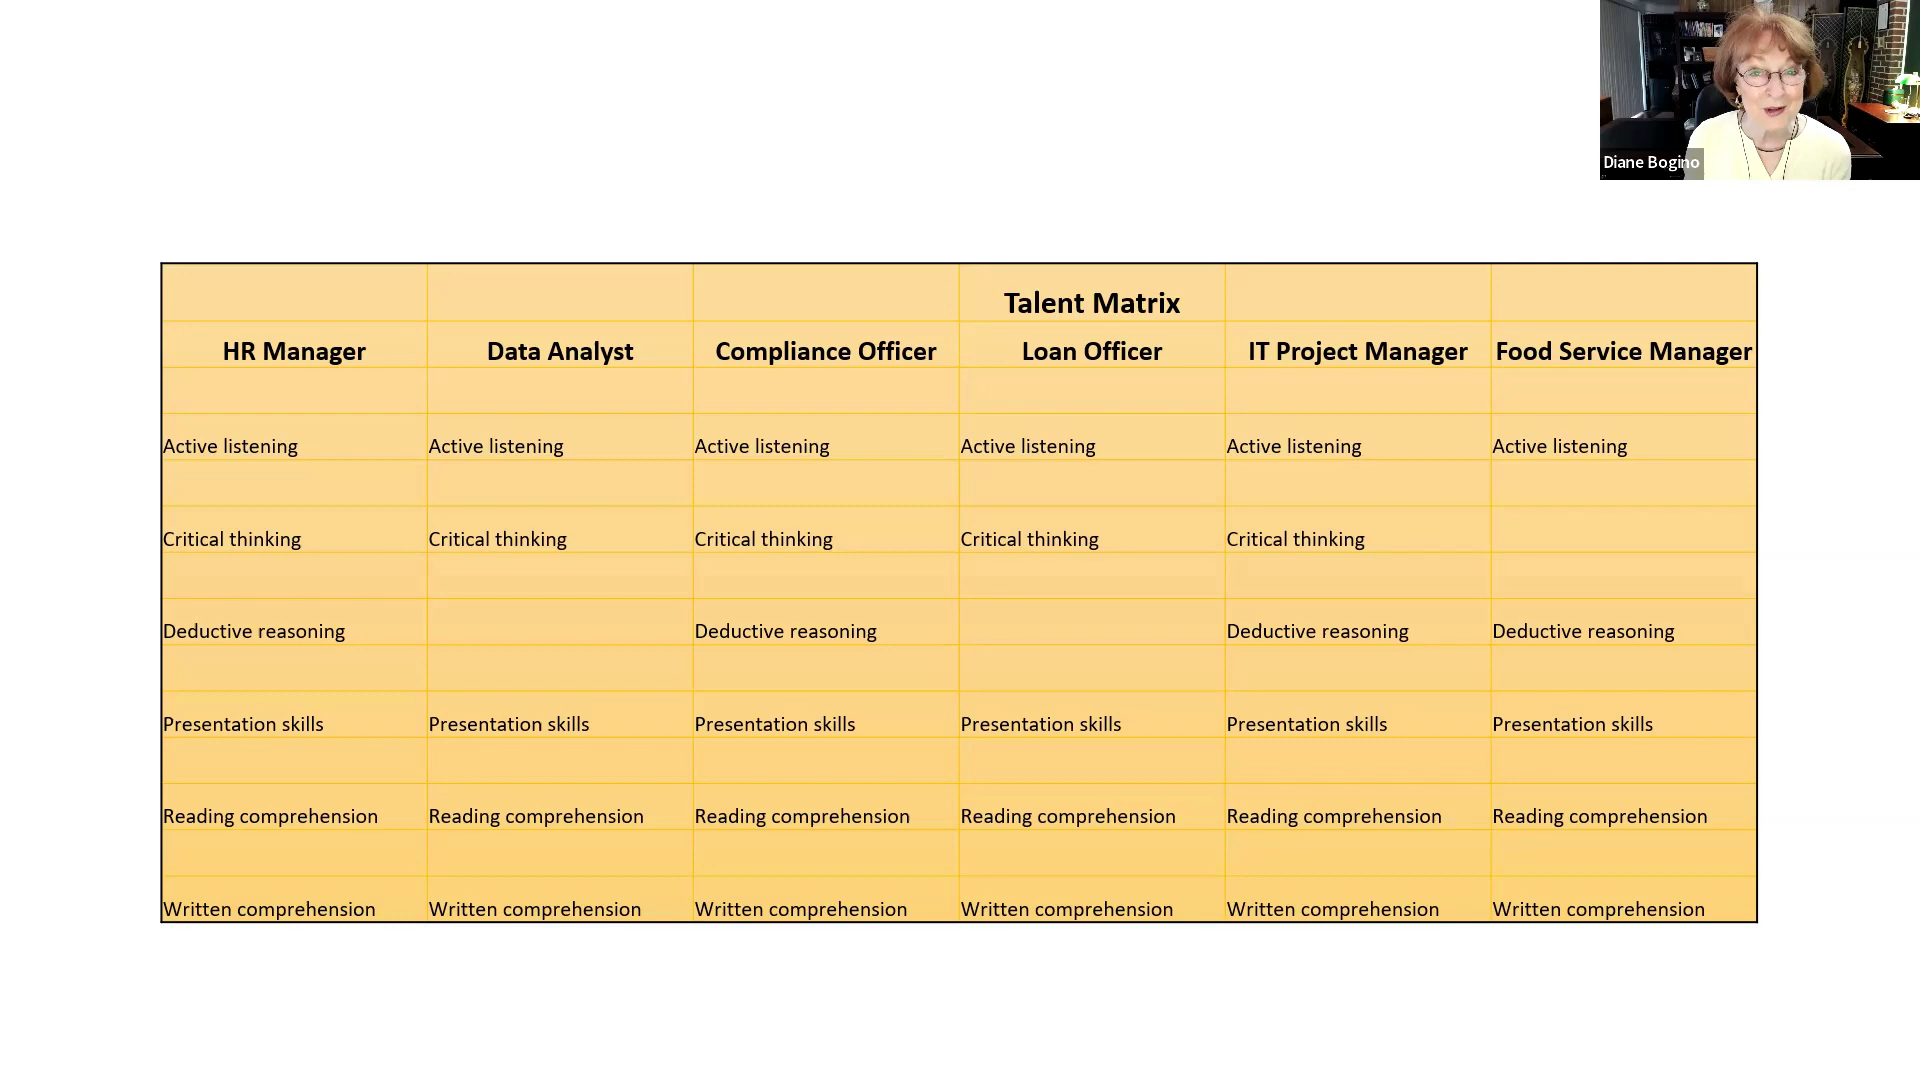 Diane Bogino
Talent Matrix
HR Manager Data Analyst Compliance Officer Loan Officer IT Project Manager Food Service Manager
Active listening Active listening Active listening Active listening Active listening Active listening
Critical thinking Critical thinking Critical thinking Critical thinking Critical thinking
Deductive reasoning Deductive reasoning Deductive reasoning Deductive reasoning
Presentation skills Presentation skills Presentation skills Presentation skills Presentation skills Presentation skills
Reading comprehension Reading comprehension Reading comprehension Reading comprehension Reading comprehension Reading comprehension
Written comprehension Written comprehension Written comprehension Written comprehension Written comprehension Written comprehension